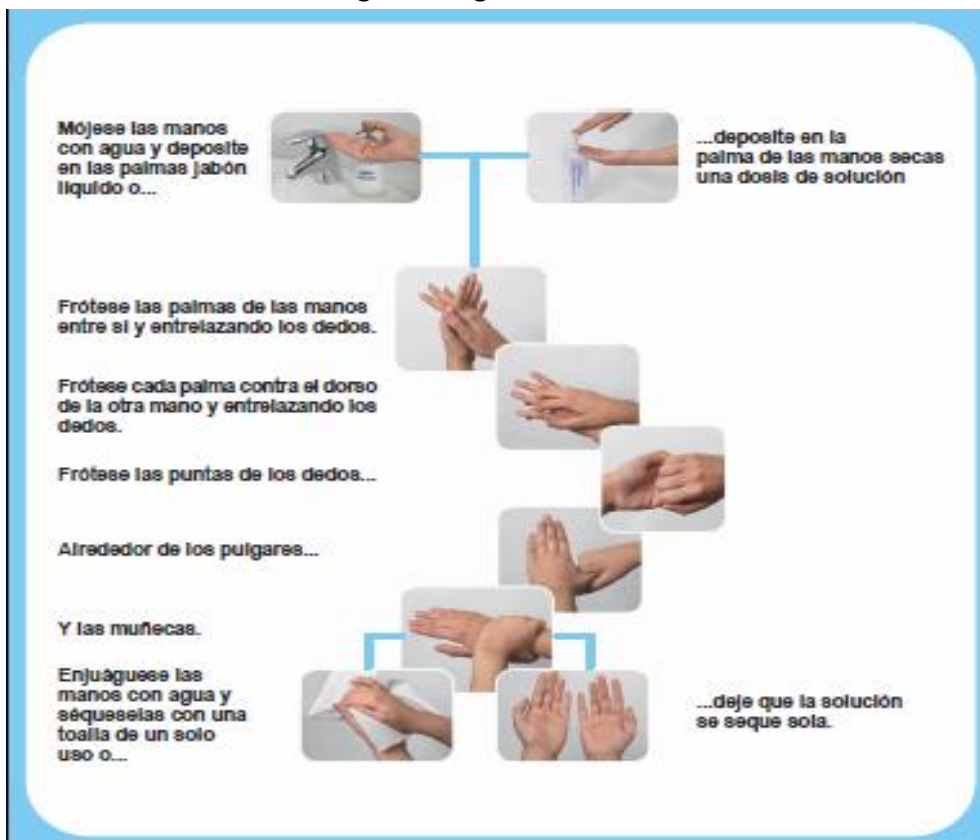 Mójese las manos
con agua y deposite
en las palmas jabón
líquido o...
...deposite en la
palma de las manos secas
una dosis de solución
Frótese las palmas de las manos
entre sí y entrelazando los dedos.
Frótese cada palma contra el dorso
de la otra mano y entrelazando los
dedos.
Frótese las puntas de los dedos...
Alrededor de los pulgares...
Y las muñecas.
Enjuáguese las
manos con agua y
séqueselas con una
toalla de un solo
uso o...
...deje que la solución
se seque sola.